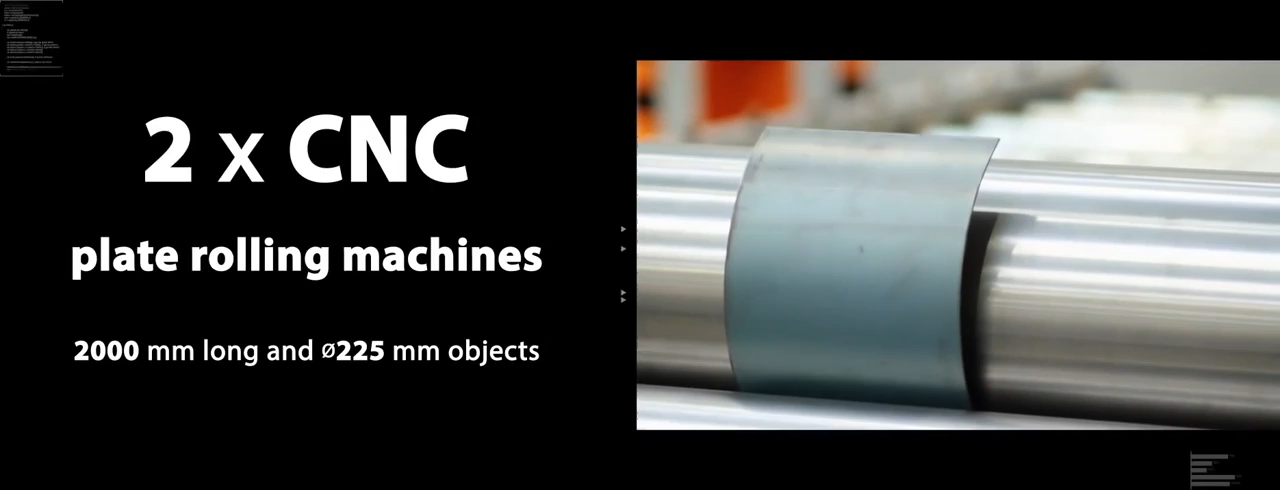 2 x CNC
plate rolling machines
2000 mm long and ø225 mm objects